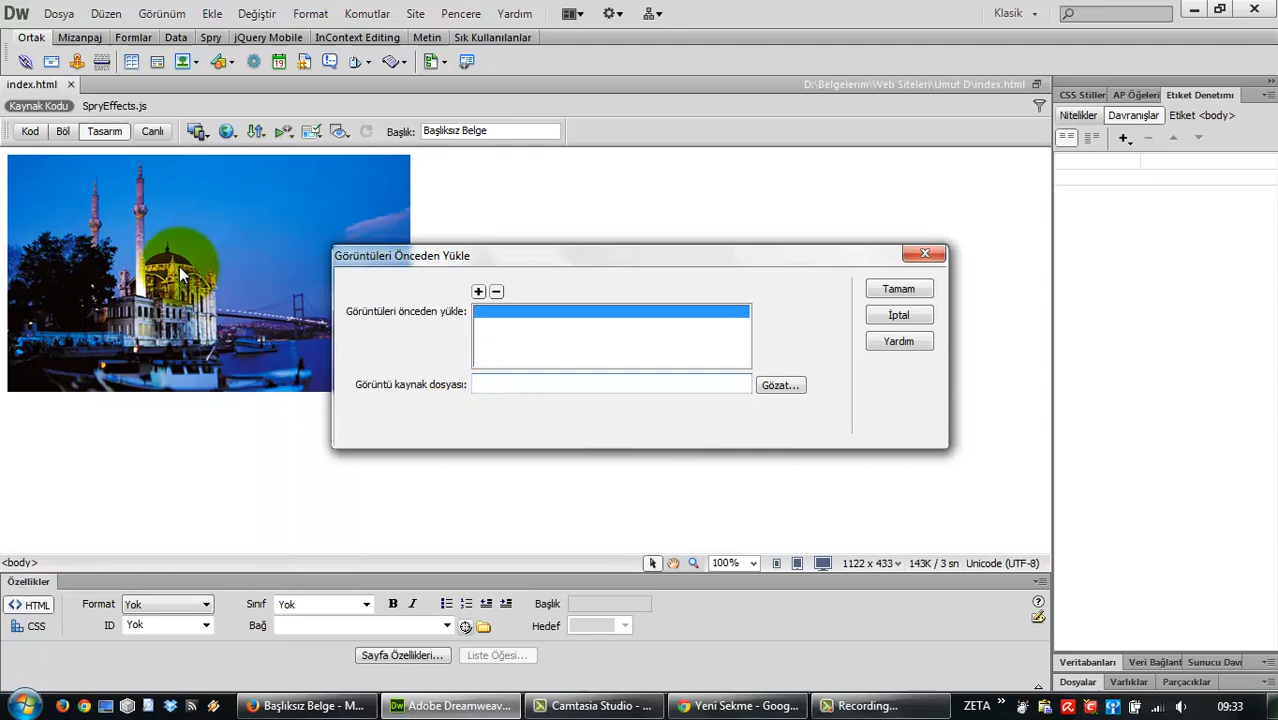 Dw Dosya Düzen Görünüm Ekle Değiştir Format Komutlar Site Pencere Yardım Klasik
Ortak Mizanpaj Formlar Data Spry jQuery Mobile InContext Editing Metin Sık Kullanılanlar
index.html D:\Belgelerim\Web Siteleri\Umut D\index.html
CSS Stiller AP Öğeleri Etiket Denetimi
Kaynak Kodu SpryEffects.js
Nitelikler Davranışlar Etiket <body>
Kod Böl Tasarım Canlı Başlık: Başlıksız Belge
Görüntüleri Önceden Yükle
Görüntüleri önceden yükle:
Tamam
İptal
Yardım
Görüntü kaynak dosyası: Gözat...
<body> 100% 1122 x 433 143K / 3 sn Unicode (UTF-8)
Özellikler
<> HTML Format Yok Sınıf Yok B I Başlık
CSS ID Yok Bağ Hedef
Sayfa Özellikleri... Liste Öğesi...
Veritabanları Veri Bağlant Sunucu Davı
Dosyalar Varlıklar Parçacıklar
Başlıksız Belge - M... Adobe Dreamweav... Camtasia Studio - ... Yeni Sekme - Goog... Recording... ZETA 09:33